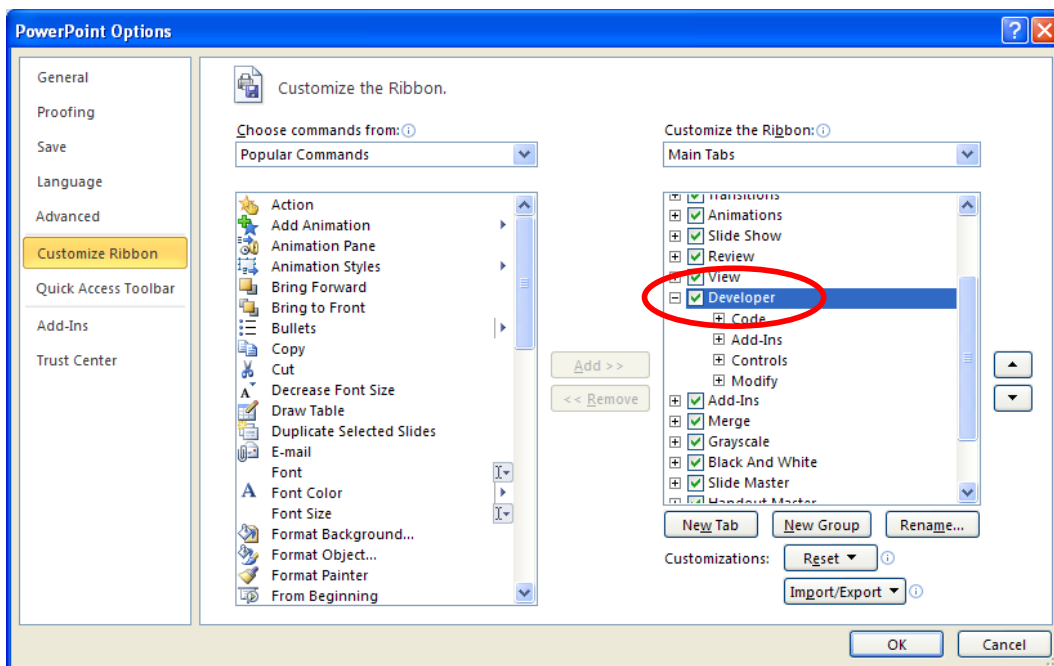 PowerPoint Options
General
Proofing
Save
Language
Advanced
Customize Ribbon
Quick Access Toolbar
Add-Ins
Trust Center
Customize the Ribbon.
Choose commands from:
Popular Commands
Action
Add Animation
Animation Pane
Animation Styles
Bring Forward
Bring to Front
Bullets
Copy
Cut
Decrease Font Size
Draw Table
Duplicate Selected Slides
E-mail
Font
Font Color
Font Size
Format Background...
Format Object...
Format Painter
From Beginning
Add >>
<< Remove
Customize the Ribbon:
Main Tabs
Transitions
Animations
Slide Show
Review
View
Developer
Code
Add-Ins
Controls
Modify
Add-Ins
Merge
Grayscale
Black And White
Slide Master
Handout Master
New Tab New Group Rename...
Customizations: Reset
Import/Export
OK Cancel